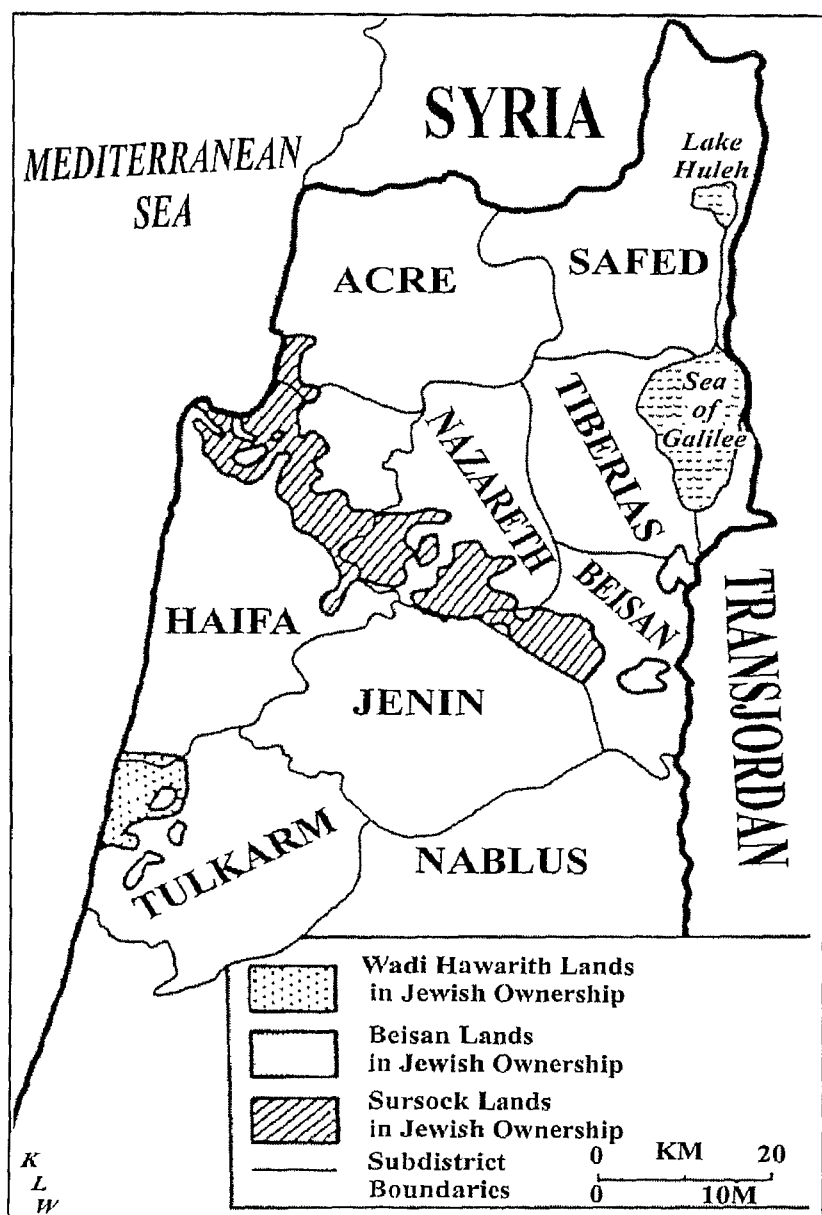 SYRIA
MEDITERRANEAN
SEA
Lake
Huleh
ACRE
SAFED
Sea
of
Galilee
TIBERIAS
NAZARETH
BEISAN
TRANSJORDAN
HAIFA
JENIN
TULKARM
NABLUS
Wadi Hawarith Lands
in Jewish Ownership
Beisan Lands
in Jewish Ownership
Sursock Lands
in Jewish Ownership
Subdistrict
Boundaries
0 KM 20
0 10M
K
L
W